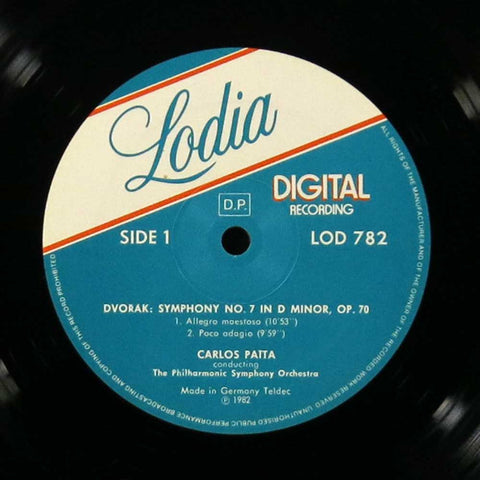 Lodia
DIGITAL
RECORDING
D.P.
SIDE 1
LOD 782
DVORAK: SYMPHONY NO. 7 IN D MINOR, OP. 70
1. Allegro maestoso (10'53'')
2. Poco adagio (9'59'')
CARLOS PAITA
conducting
The Philharmonic Symphony Orchestra
Made in Germany Teldec
℗ 1982
ALL RIGHTS OF THE MANUFACTURER AND OF THE OWNER OF THE RECORDED WORK RESERVED. UNAUTHORISED PUBLIC PERFORMANCE BROADCASTING AND COPYING OF THIS RECORD PROHIBITED